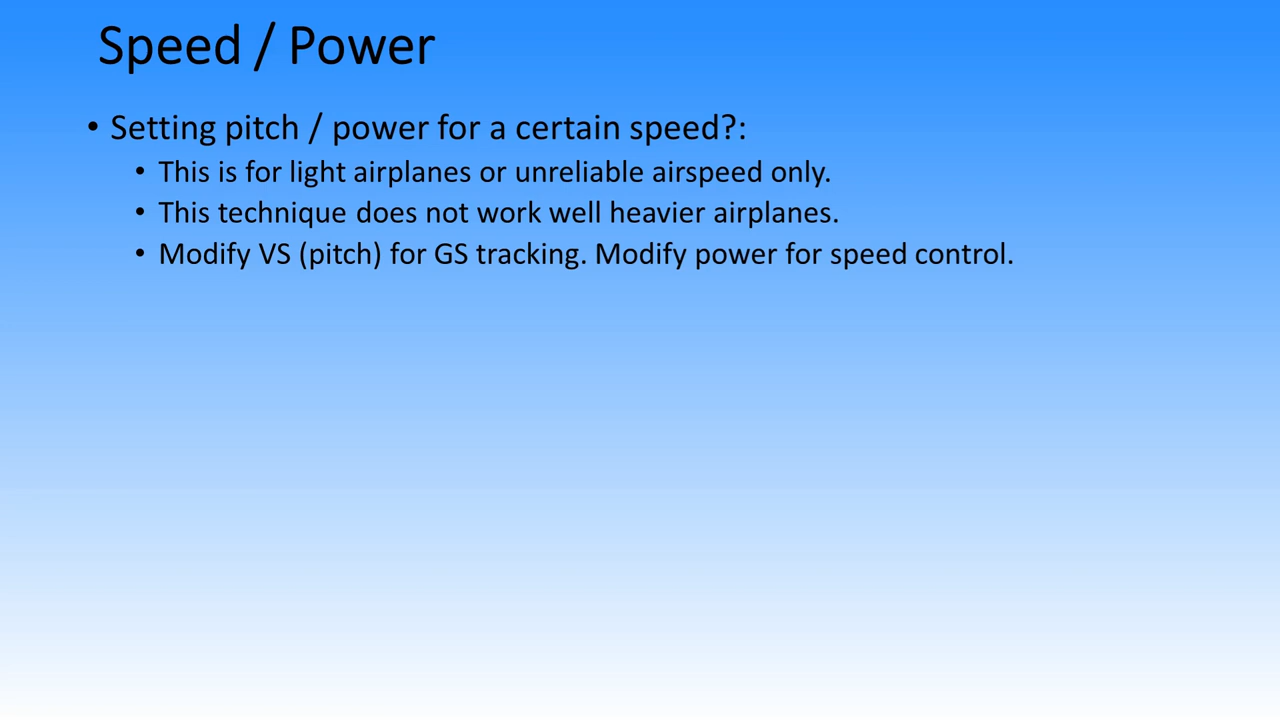 Speed / Power
• Setting pitch / power for a certain speed?:
• This is for light airplanes or unreliable airspeed only.
• This technique does not work well heavier airplanes.
• Modify VS (pitch) for GS tracking. Modify power for speed control.